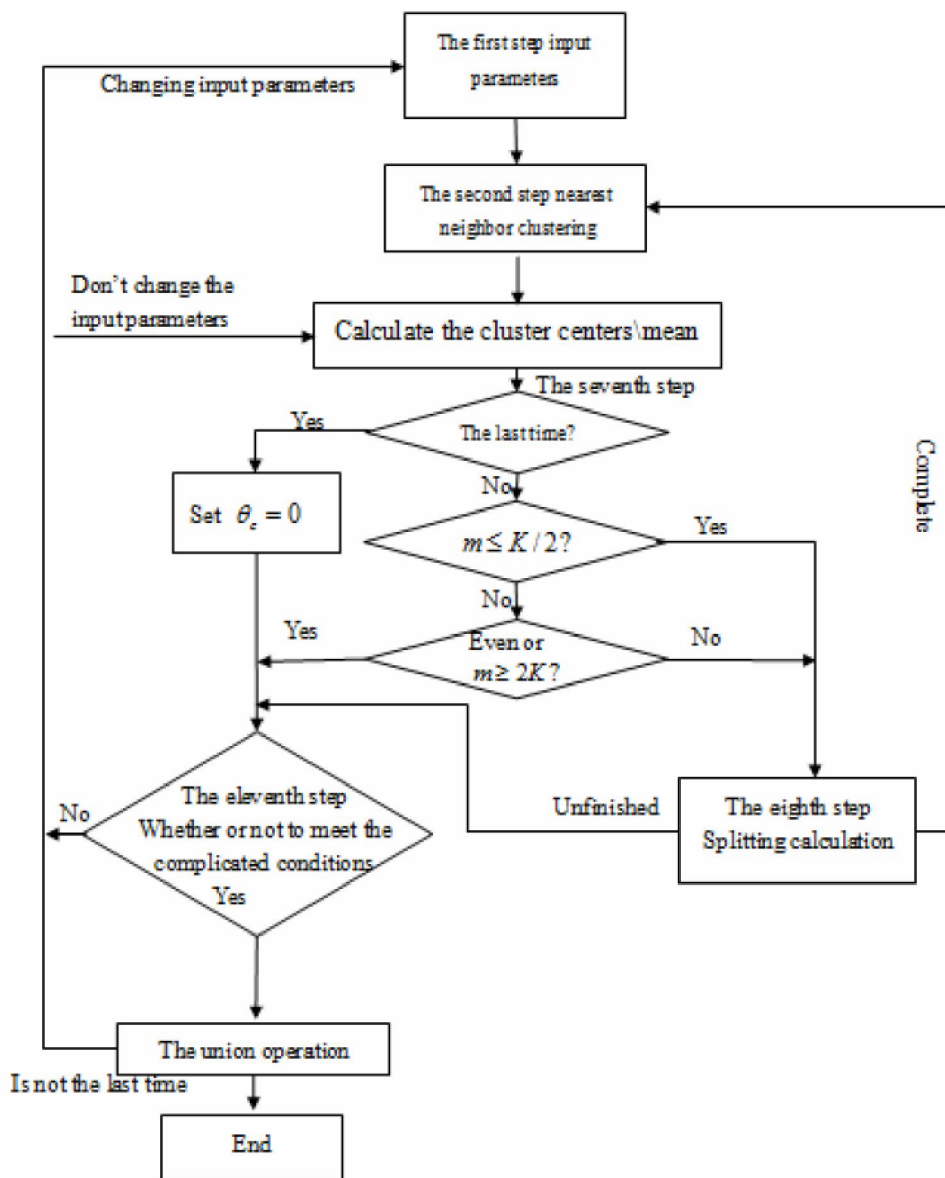 The first step input
parameters
Changing input parameters
The second step nearest
neighbor clustering
Don't change the
input parameters
Calculate the cluster centers\mean
The seventh step
Yes
The last time?
No
Set θ_c = 0
m ≤ K / 2?
Yes
Complete
No
Yes
Even or
m ≥ 2K?
No
The eleventh step
Whether or not to meet the
complicated conditions
Yes
No
Unfinished
The eighth step
Splitting calculation
The union operation
Is not the last time
End